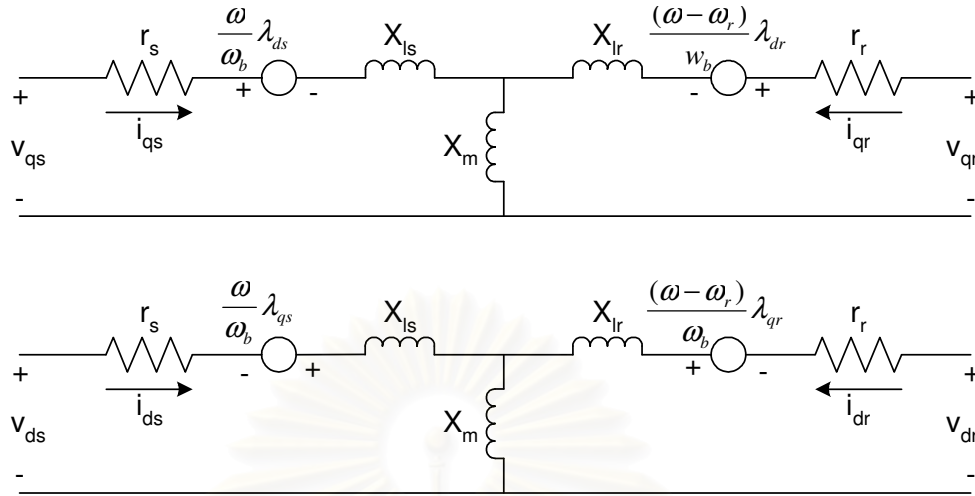 r_s ω/ω_b λ_ds X_ls X_lr (ω − ω_r)/w_b λ_dr r_r
+ + - - + +
i_qs i_qr
v_qs X_m v_qr
- -
r_s ω/ω_b λ_qs X_ls X_lr (ω − ω_r)/ω_b λ_qr r_r
+ - + + - +
i_ds i_dr
v_ds X_m v_dr
- -